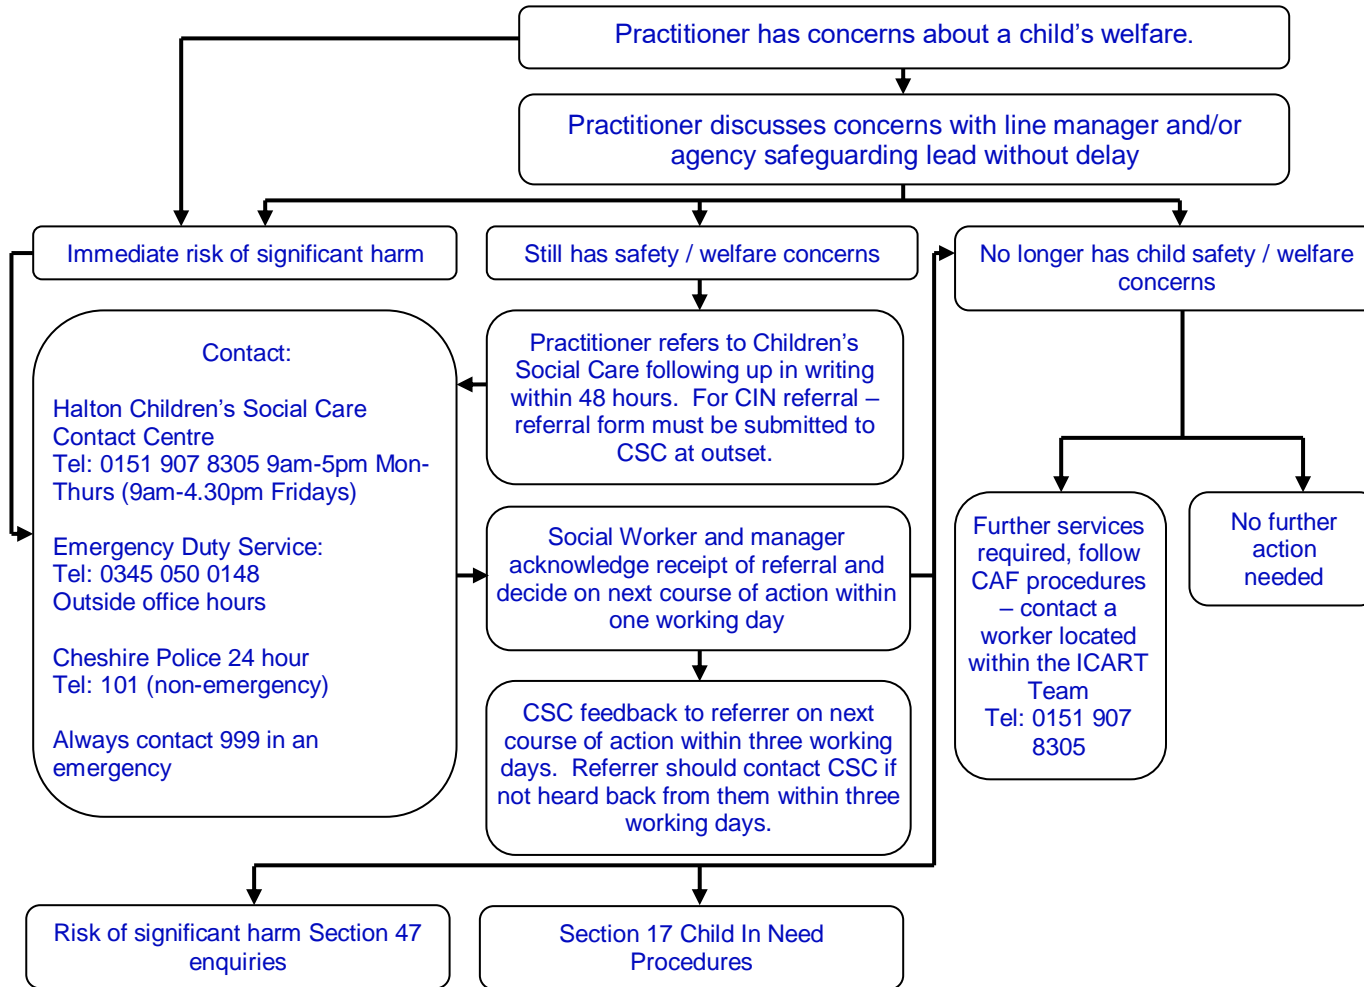 Practitioner has concerns about a child’s welfare.
Practitioner discusses concerns with line manager and/or
agency safeguarding lead without delay
Immediate risk of significant harm
Still has safety / welfare concerns
No longer has child safety / welfare
concerns
Contact:
Halton Children’s Social Care
Contact Centre
Tel: 0151 907 8305 9am-5pm Mon-
Thurs (9am-4.30pm Fridays)
Emergency Duty Service:
Tel: 0345 050 0148
Outside office hours
Cheshire Police 24 hour
Tel: 101 (non-emergency)
Always contact 999 in an
emergency
Practitioner refers to Children’s
Social Care following up in writing
within 48 hours.  For CIN referral –
referral form must be submitted to
CSC at outset.
Social Worker and manager
acknowledge receipt of referral and
decide on next course of action within
one working day
CSC feedback to referrer on next
course of action within three working
days.  Referrer should contact CSC if
not heard back from them within three
working days.
Further services
required, follow
CAF procedures
– contact a
worker located
within the ICART
Team
Tel: 0151 907
8305
No further
action
needed
Risk of significant harm Section 47
enquiries
Section 17 Child In Need
Procedures